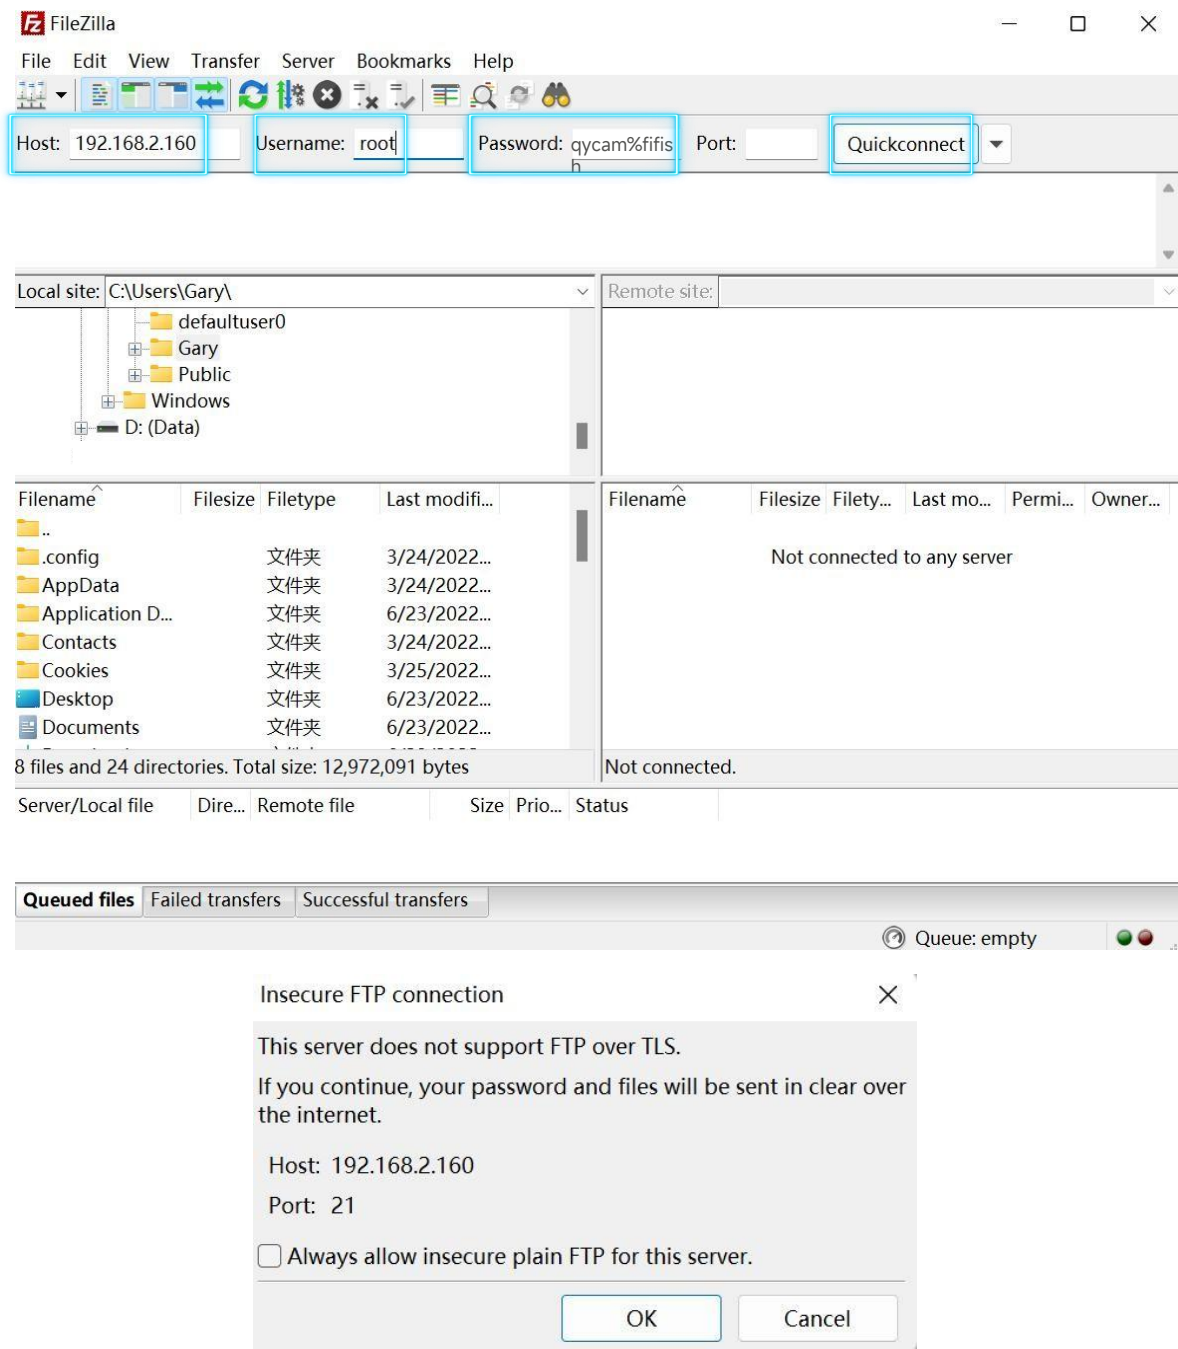 FileZilla
File Edit View Transfer Server Bookmarks Help
Host: 192.168.2.160 Username: root Password: qycam%fifish Port: Quickconnect
Local site: C:\Users\Gary\ Remote site:
defaultuser0
Gary
Public
Windows
D: (Data)
Filename Filesize Filetype Last modifi... Filename Filesize Filety... Last mo... Permi... Owner...
..
.config 文件夹 3/24/2022... Not connected to any server
AppData 文件夹 3/24/2022...
Application D... 文件夹 6/23/2022...
Contacts 文件夹 3/24/2022...
Cookies 文件夹 3/25/2022...
Desktop 文件夹 6/23/2022...
Documents 文件夹 6/23/2022...
8 files and 24 directories. Total size: 12,972,091 bytes Not connected.
Server/Local file Dire... Remote file Size Prio... Status
Queued files Failed transfers Successful transfers
Queue: empty
Insecure FTP connection
This server does not support FTP over TLS.
If you continue, your password and files will be sent in clear over
the internet.
Host: 192.168.2.160
Port: 21
Always allow insecure plain FTP for this server.
OK Cancel